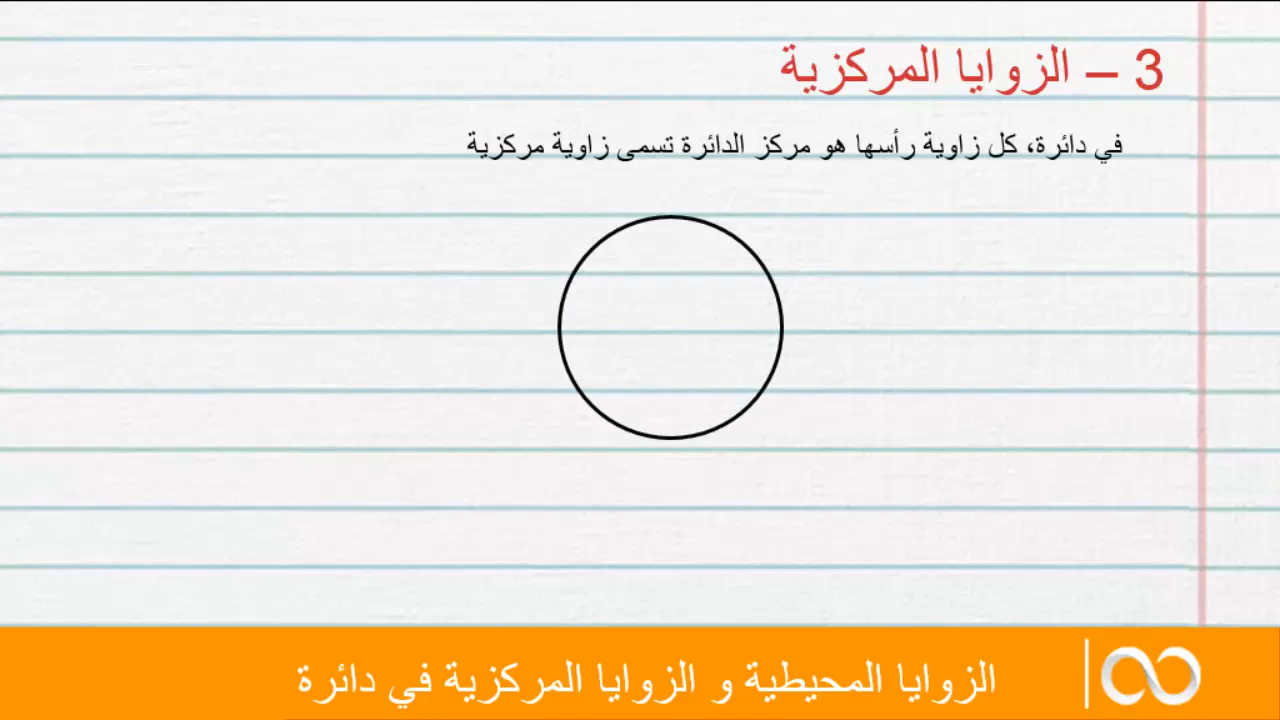 3 – الزوايا المركزية
في دائرة، كل زاوية رأسها هو مركز الدائرة تسمى زاوية مركزية
الزوايا المحيطية و الزوايا المركزية في دائرة